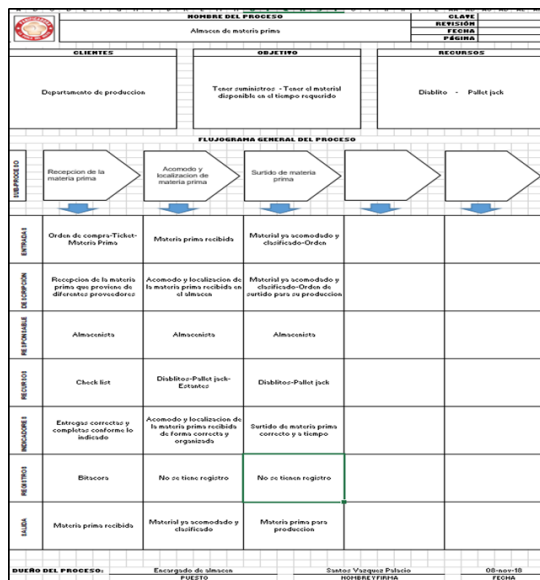 NOMBRE DEL PROCESO
Almacen de materia prima
CLAVE
REVISIÓN
FECHA
PÁGINA
CLIENTES
OBJETIVO
RECURSOS
Departamento de produccion
Tener suministros - Tener el material
disponible en el tiempo requerido
Diablito - Pallet jack
FLUJOGRAMA GENERAL DEL PROCESO
SUBPROCESO
Recepcion de la
materia prima
Acomodo y
localizacion de
materia prima
Surtido de materia
prima
ENTRADAS
Orden de compra-Ticket-
Materia Prima
Materia prima recibida
Material ya acomodado y
clasificado-Orden
DESCRIPCIÓN
Recepcion de la materia
prima que proviene de
diferentes proveedores
Acomodo y localizacion de
la materia prima recibida en
el almacen
Material ya acomodado y
clasificado-Orden de
surtido para su produccion
RESPONSABLE
Almacenista
Almacenista
Almacenista
RECURSOS
Check list
Diablitos-Pallet jack-
Estantes
Diablitos-Pallet jack
INDICADORES
Entregas correctas y
completas conforme lo
indicado
Acomodo y localizacion de
la materia prima recibida
de forma correcta y
organizada
Surtido de materia prima
correcto y a tiempo
REGISTROS
Bitacora
No se tiene registro
No se tienen registro
SALIDA
Materia prima recibida
Material ya acomodado y
clasificado
Materia prima para
produccion
DUEÑO DEL PROCESO:
Encargado de almacen
Santos Vazquez Palacio
08-nov-18
PUESTO
NOMBRE Y FIRMA
FECHA